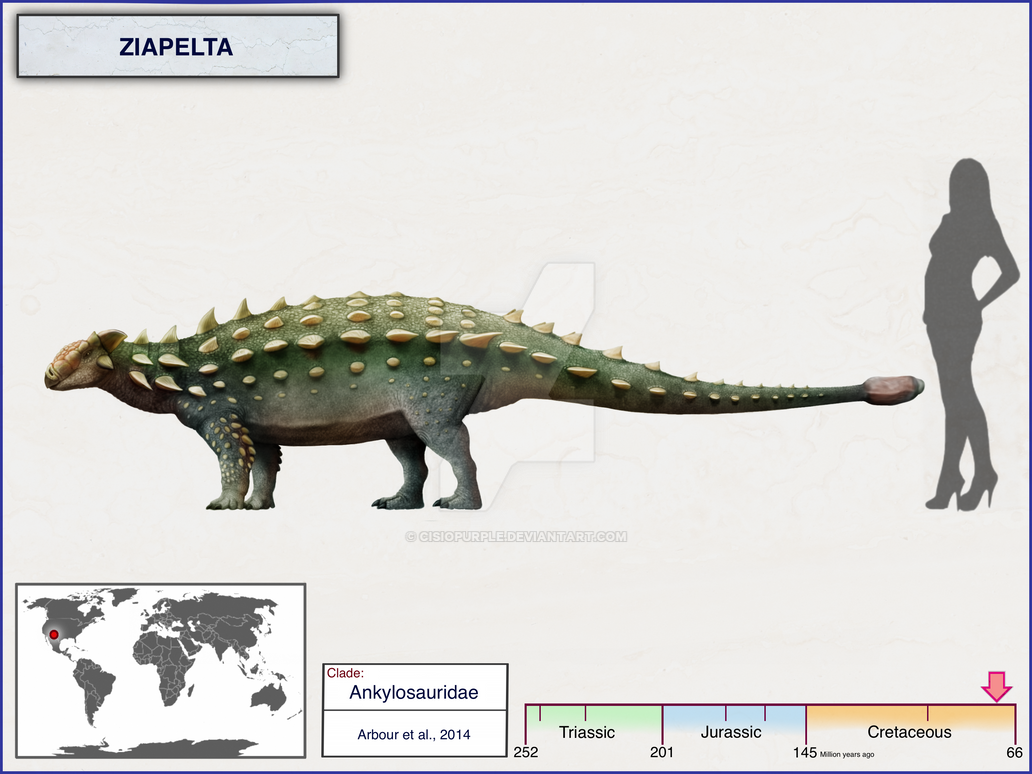 ZIAPELTA
© CISIOPURPLE.DEVIANTART.COM
Clade:
Ankylosauridae
Arbour et al., 2014
Triassic
Jurassic
Cretaceous
252
201
145 Million years ago
66